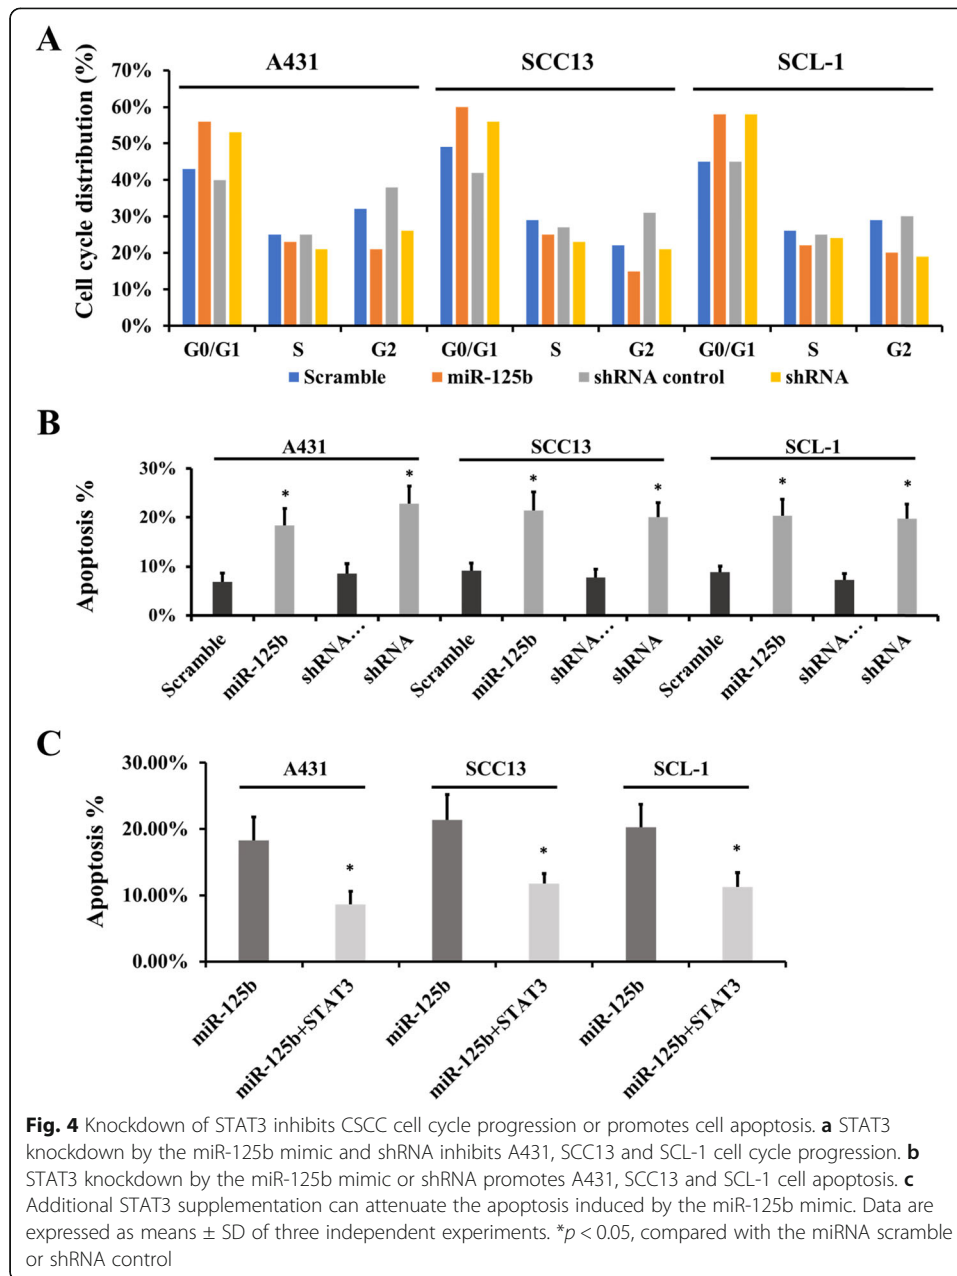 A
A431
SCC13
SCL-1
Cell cycle distribution (%)
70%
60%
50%
40%
30%
20%
10%
0%
G0/G1 S G2 G0/G1 S G2 G0/G1 S G2
Scramble miR-125b shRNA control shRNA
B
A431
SCC13
SCL-1
Apoptosis %
30%
20%
10%
0%
* * * * * *
Scramble miR-125b shRNA... shRNA Scramble miR-125b shRNA... shRNA Scramble miR-125b shRNA... shRNA
C
A431
SCC13
SCL-1
Apoptosis %
30.00%
20.00%
10.00%
0.00%
* * *
miR-125b miR-125b+STAT3 miR-125b miR-125b+STAT3 miR-125b miR-125b+STAT3
Fig. 4 Knockdown of STAT3 inhibits CSCC cell cycle progression or promotes cell apoptosis. a STAT3
knockdown by the miR-125b mimic and shRNA inhibits A431, SCC13 and SCL-1 cell cycle progression. b
STAT3 knockdown by the miR-125b mimic or shRNA promotes A431, SCC13 and SCL-1 cell apoptosis. c
Additional STAT3 supplementation can attenuate the apoptosis induced by the miR-125b mimic. Data are
expressed as means ± SD of three independent experiments. *p < 0.05, compared with the miRNA scramble
or shRNA control